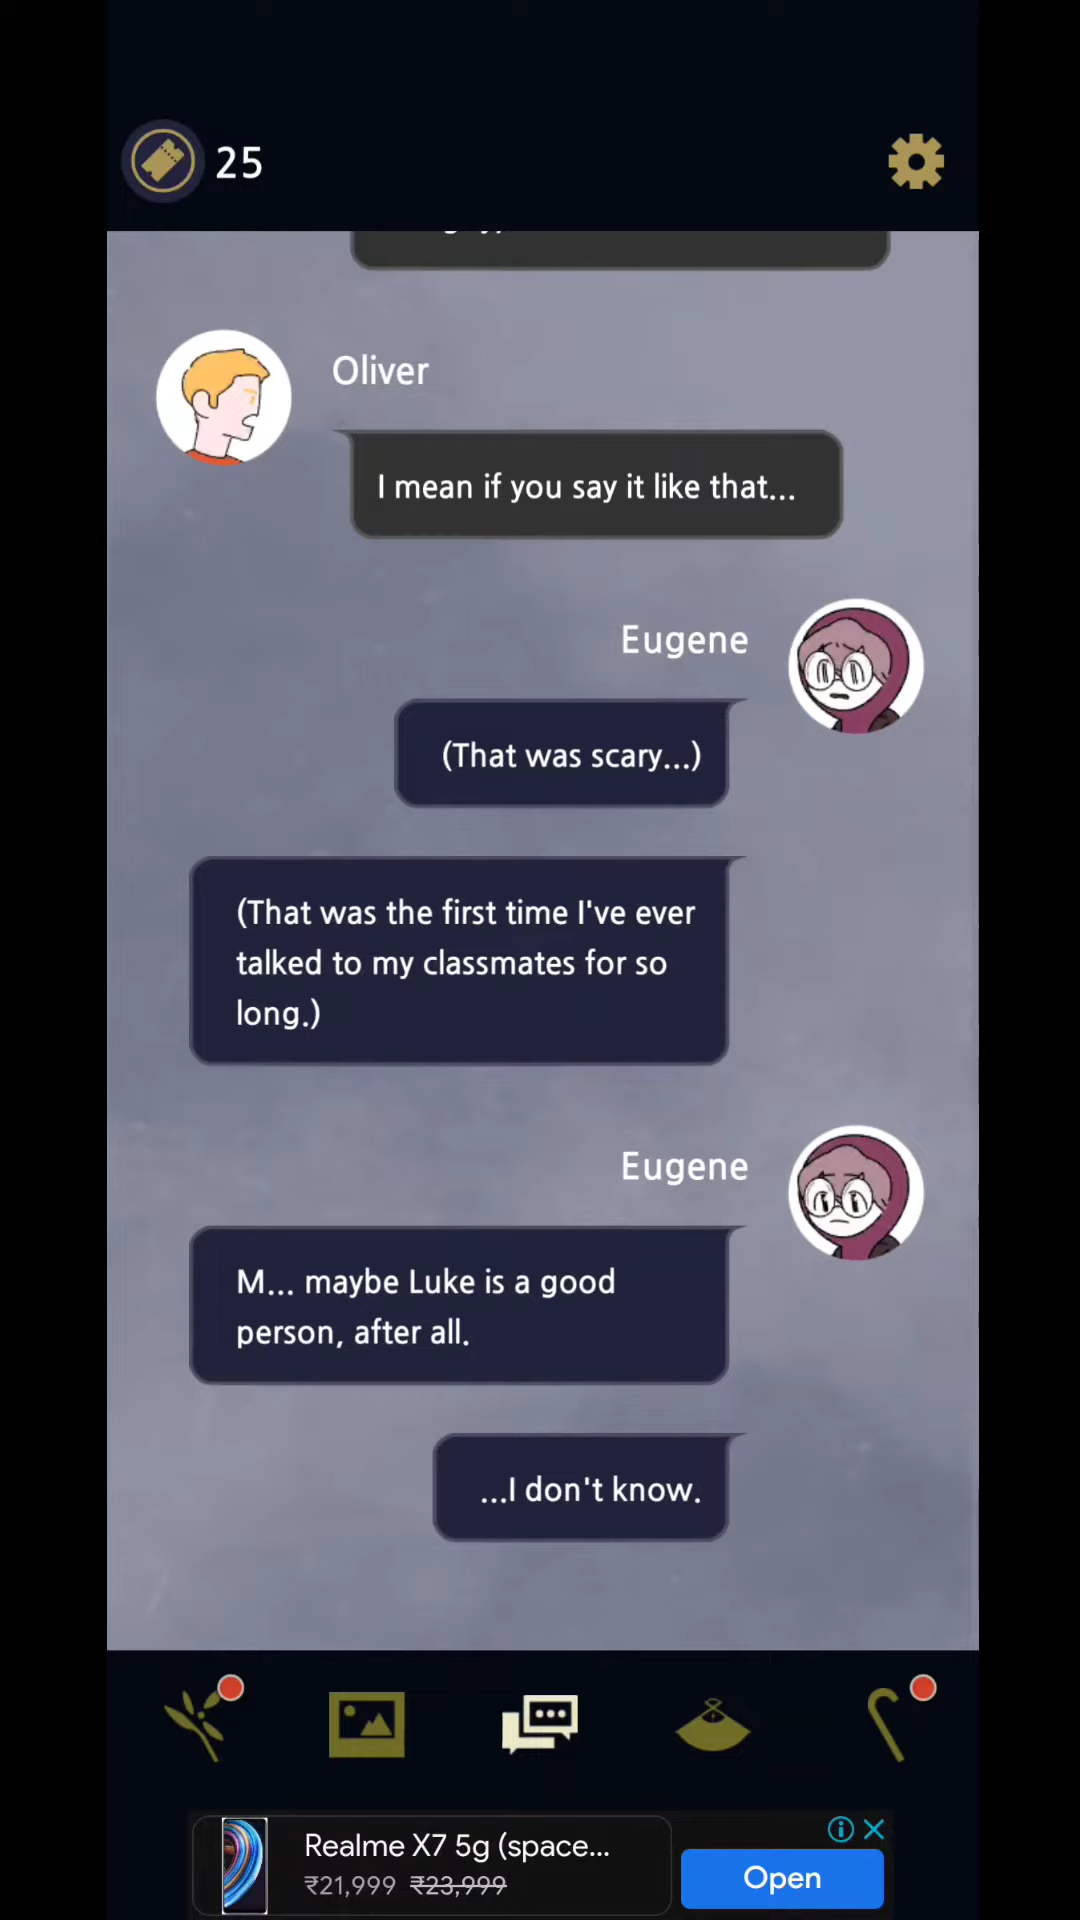 25
Oliver
I mean if you say it like that...
Eugene
(That was scary...)
(That was the first time I've ever
talked to my classmates for so
long.)
Eugene
M... maybe Luke is a good
person, after all.
...I don't know.
Realme X7 5g (space...
₹21,999 ₹23,999
Open